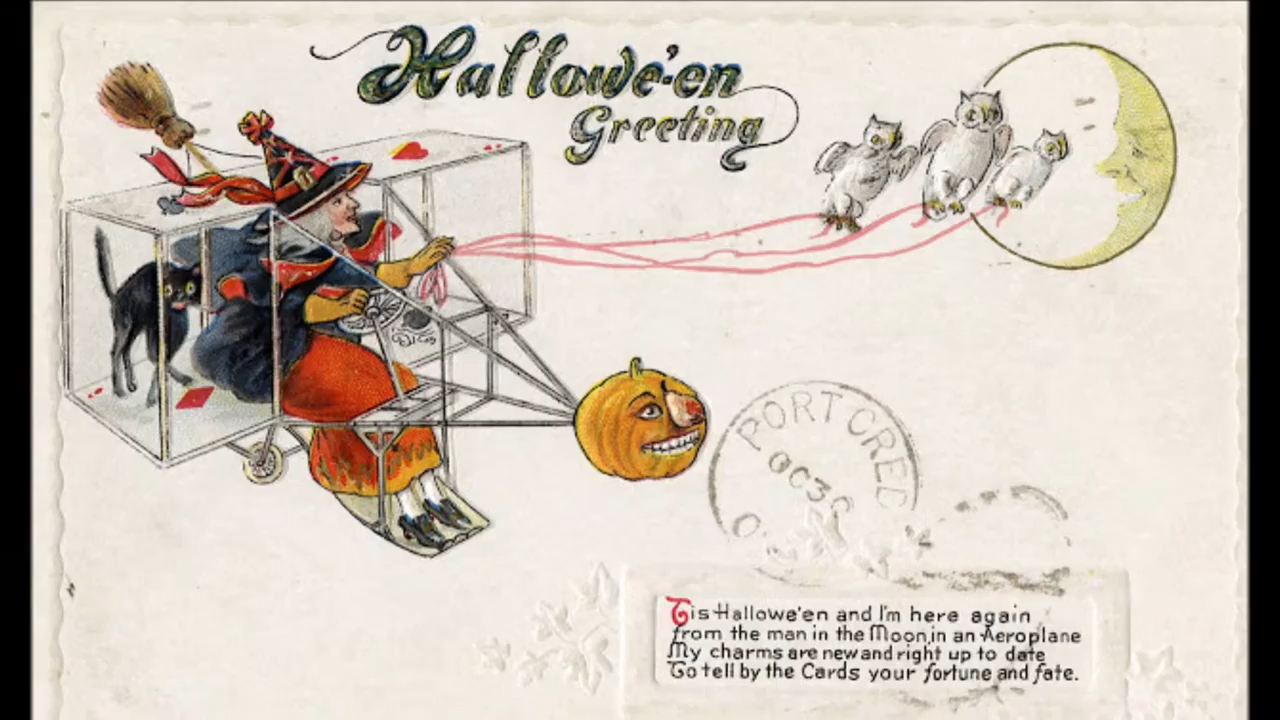 Hallowe'en
Greeting
PORT CRED
OC 30
Tis Hallowe'en and I'm here again
from the man in the Moon, in an Aeroplane
My charms are new and right up to date
To tell by the Cards your fortune and fate.